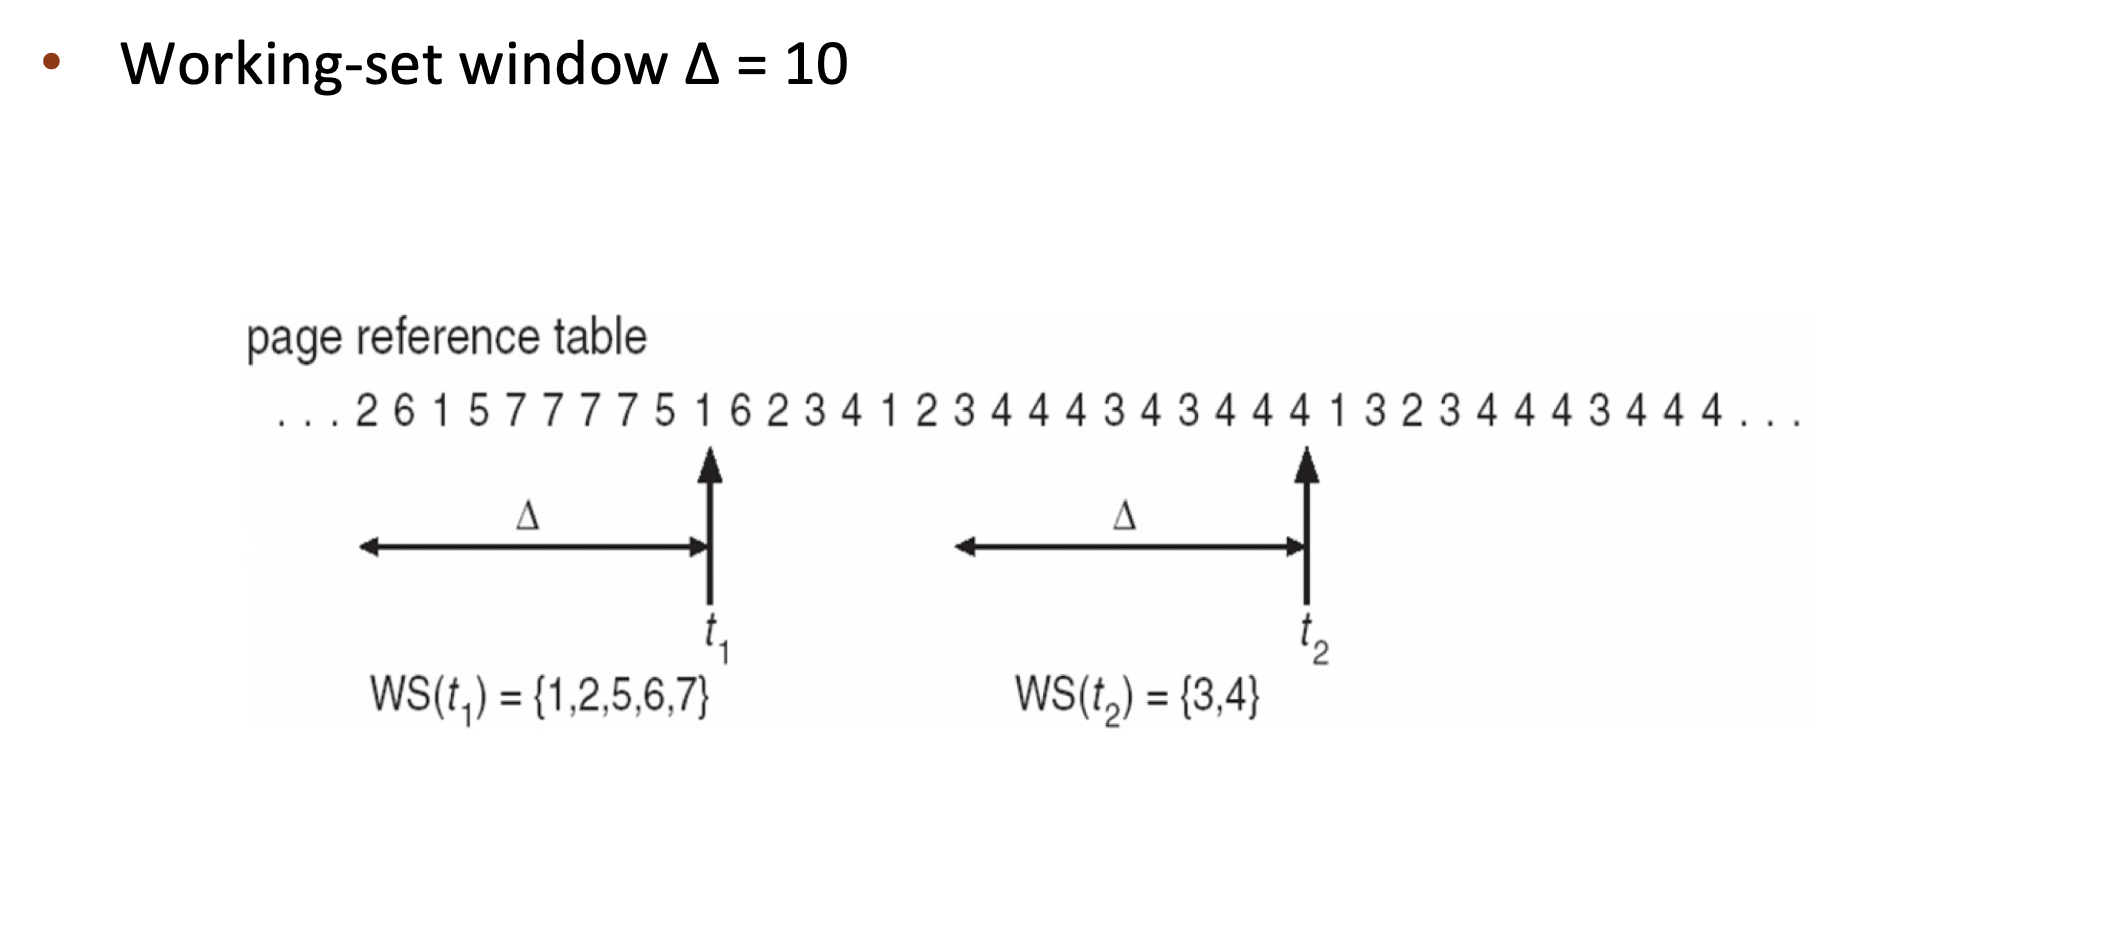 • Working-set window Δ = 10
page reference table
. . . 2 6 1 5 7 7 7 7 5 1 6 2 3 4 1 2 3 4 4 4 3 4 3 4 4 4 1 3 2 3 4 4 4 3 4 4 4 . . .
Δ Δ
t₁ t₂
WS(t₁) = {1,2,5,6,7} WS(t₂) = {3,4}